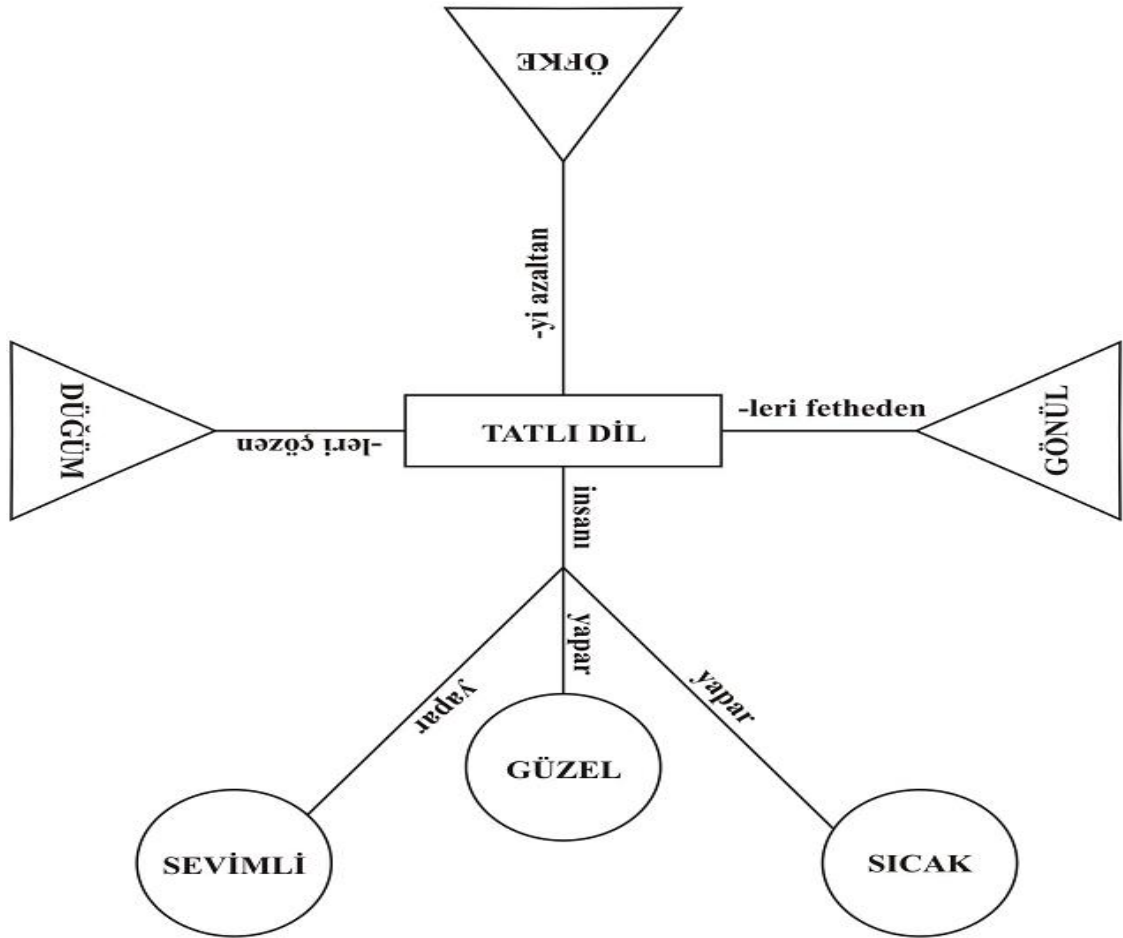 ÖFKE
-yi azaltan
DÜĞÜM
-leri çözen
TATLI DİL
-leri fetheden
GÖNÜL
insanı
yapar
yapar
yapar
GÜZEL
SEVİMLİ
SICAK